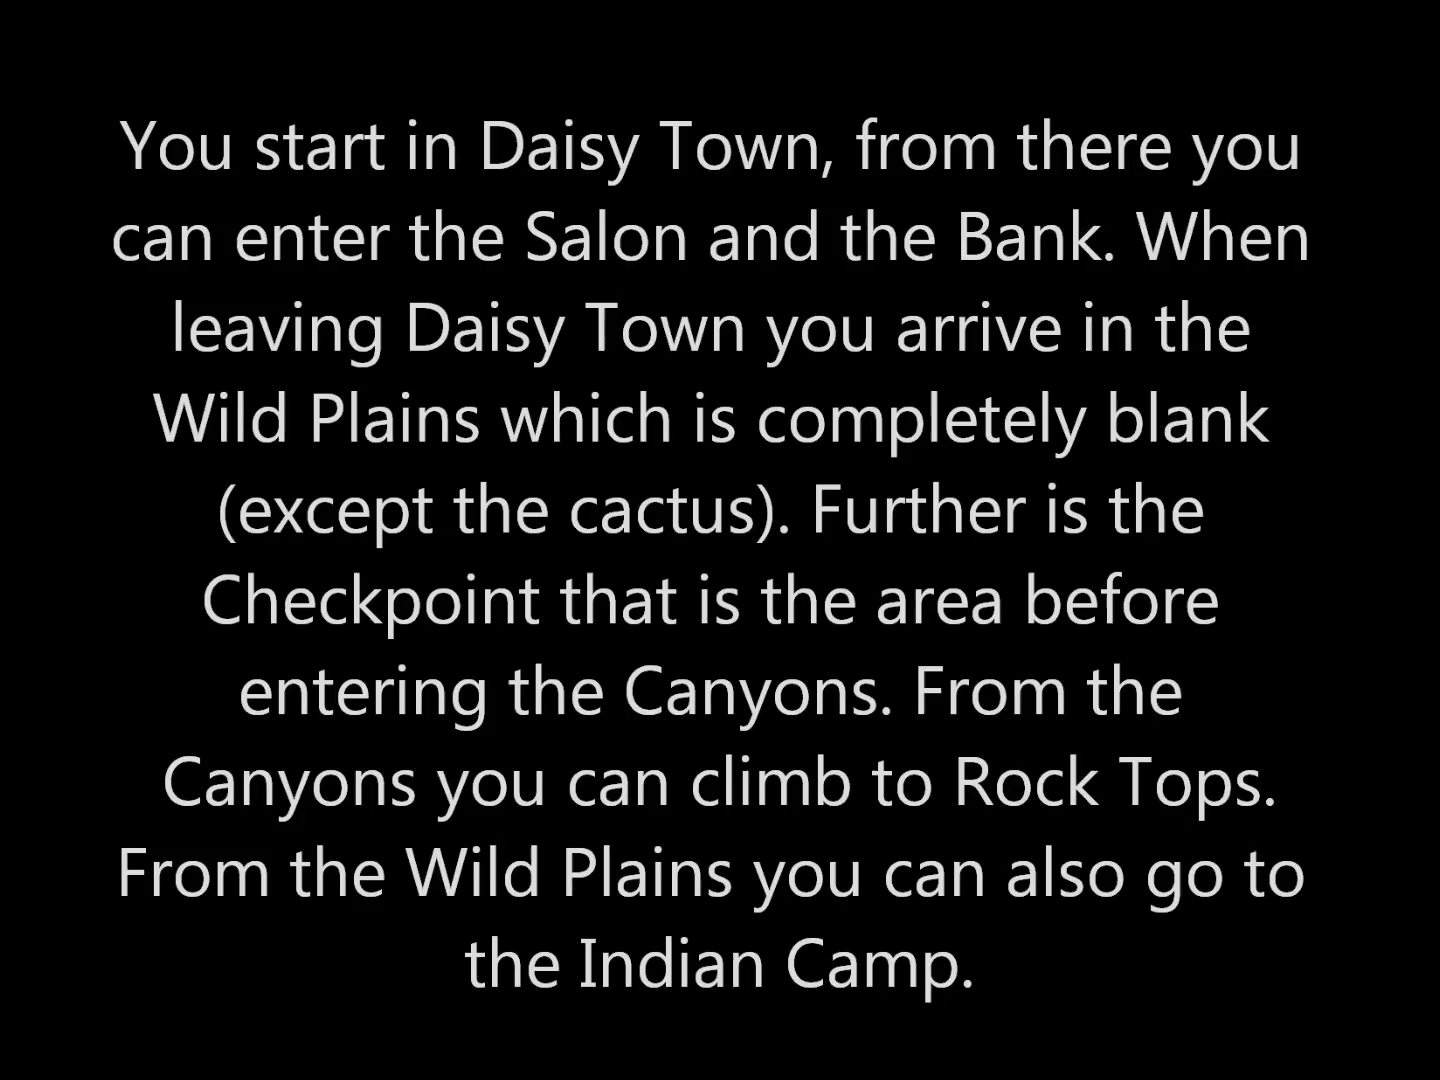 You start in Daisy Town, from there you
can enter the Salon and the Bank. When
leaving Daisy Town you arrive in the
Wild Plains which is completely blank
(except the cactus). Further is the
Checkpoint that is the area before
entering the Canyons. From the
Canyons you can climb to Rock Tops.
From the Wild Plains you can also go to
the Indian Camp.